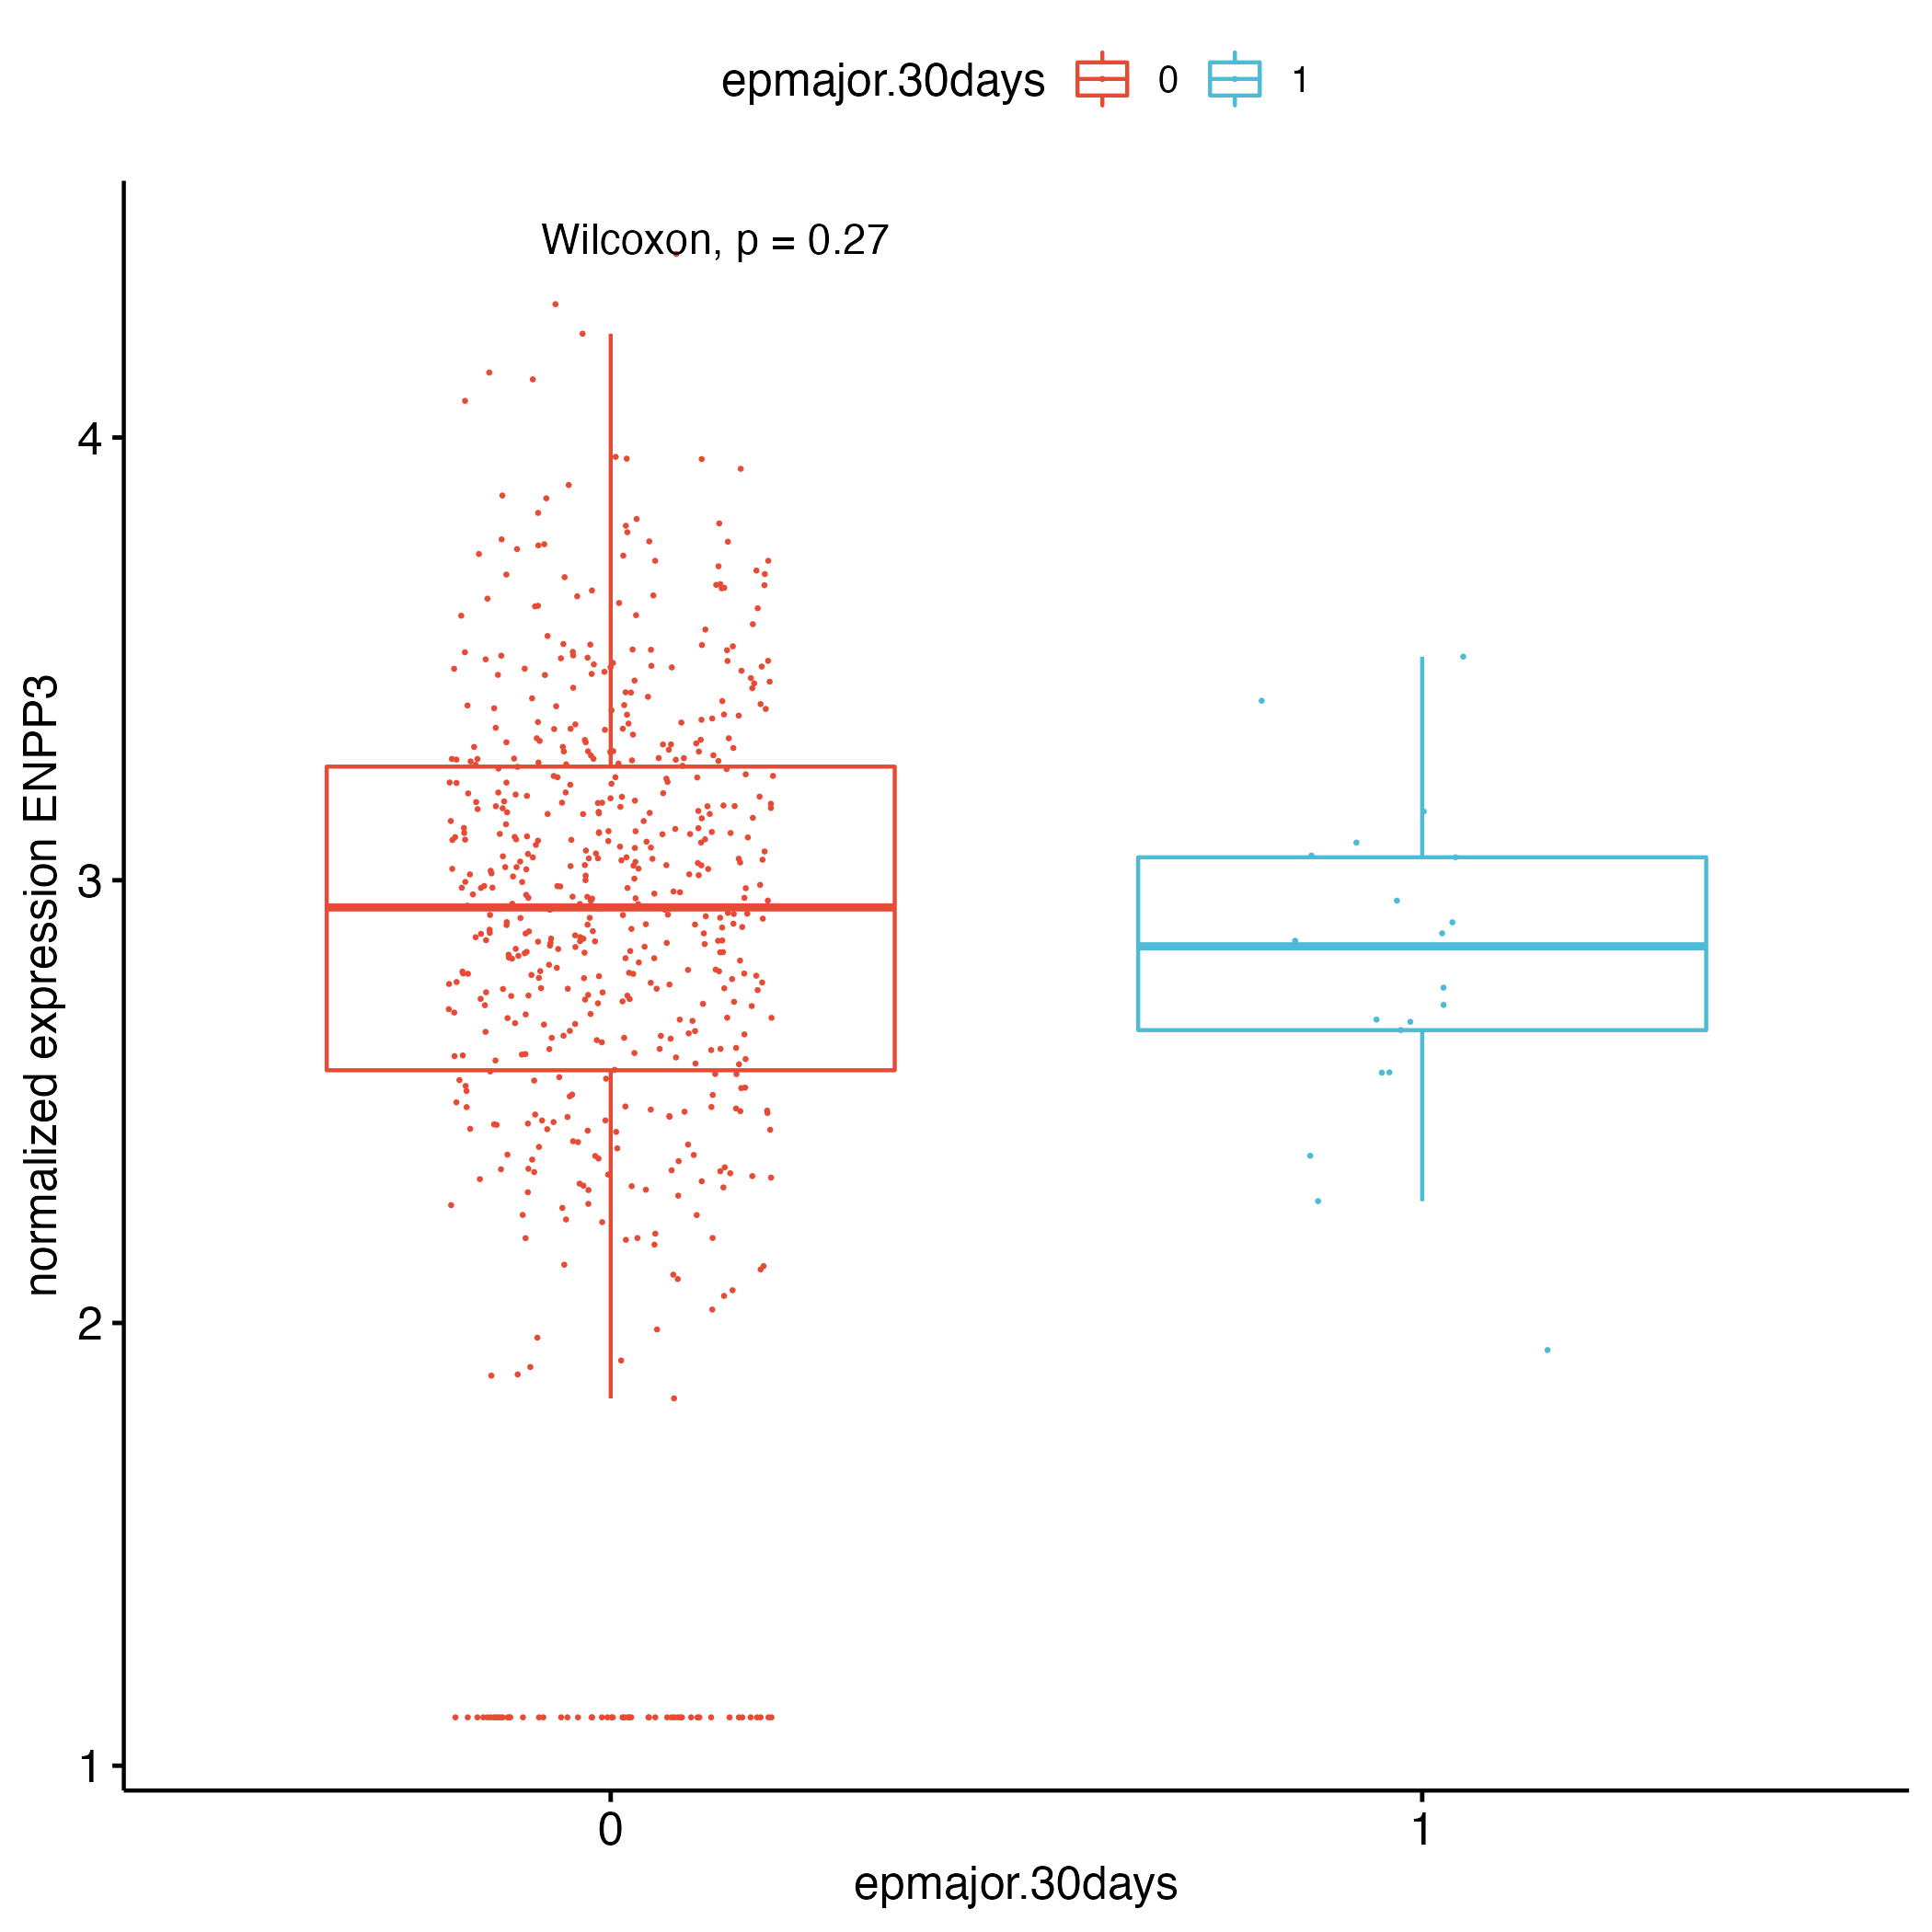 epmajor.30days 0 1
Wilcoxon, p = 0.27
normalized expression ENPP3
4
3
2
1
0 1
epmajor.30days